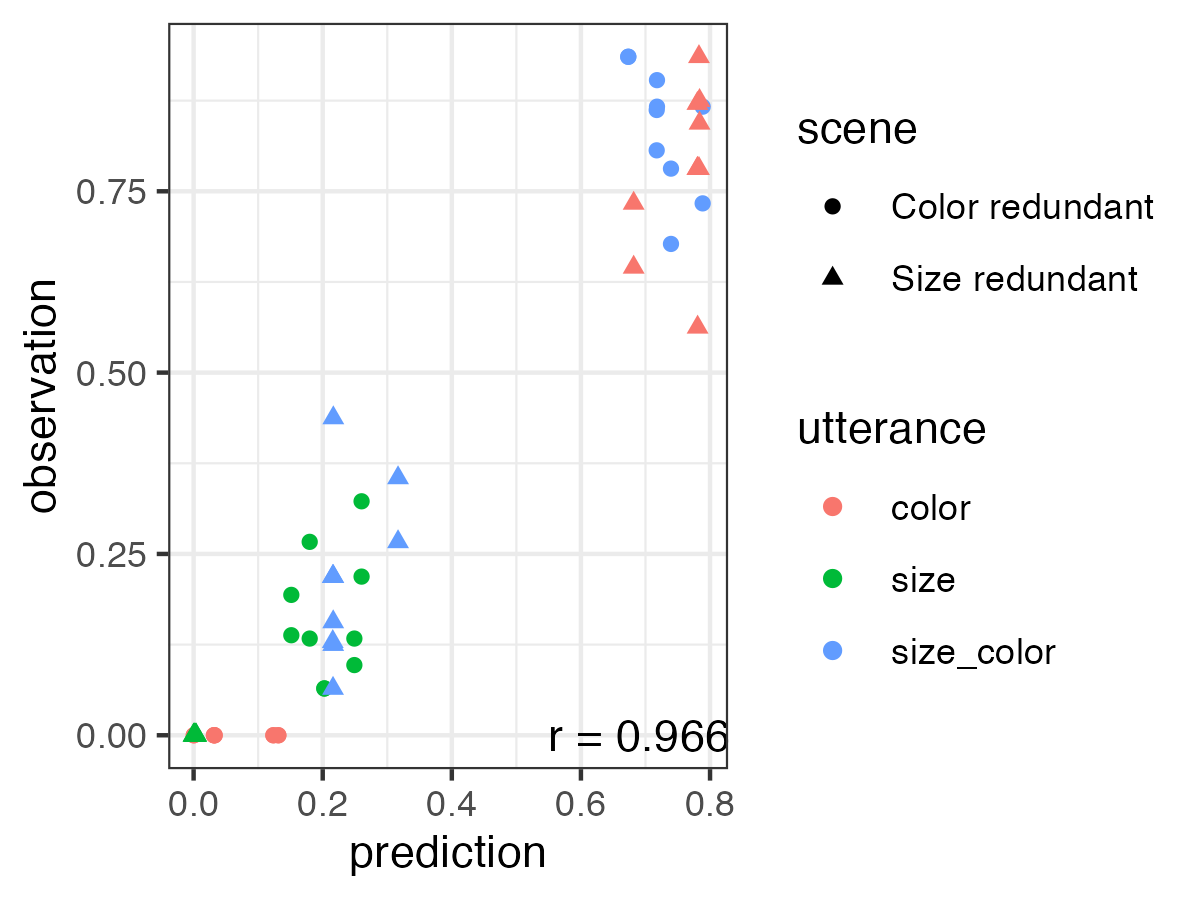 scene
Color redundant
0.75
Size redundant
observation
0.50
utterance
color
0.25
size
size_color
0.00
r = 0.966
0.0 0.2 0.4 0.6 0.8
prediction